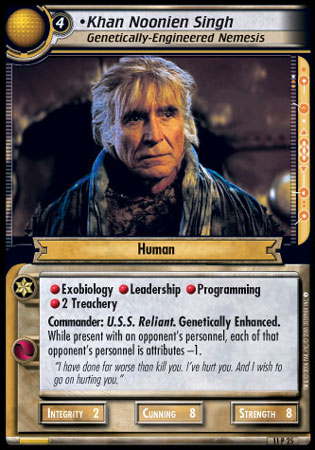 4
•Khan Noonien Singh
Genetically-Engineered Nemesis
Human
Exobiology Leadership Programming
2 Treachery
Commander: U.S.S. Reliant. Genetically Enhanced.
While present with an opponent's personnel, each of that
opponent's personnel is attributes –1.
"I have done far worse than kill you. I've hurt you. And I wish to
go on hurting you."
INTEGRITY 2 CUNNING 8 STRENGTH 8
11 P 25